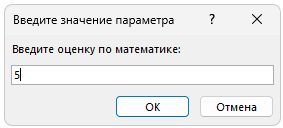 Введите значение параметра ? ×
Введите оценку по математике:
5
ОК Отмена